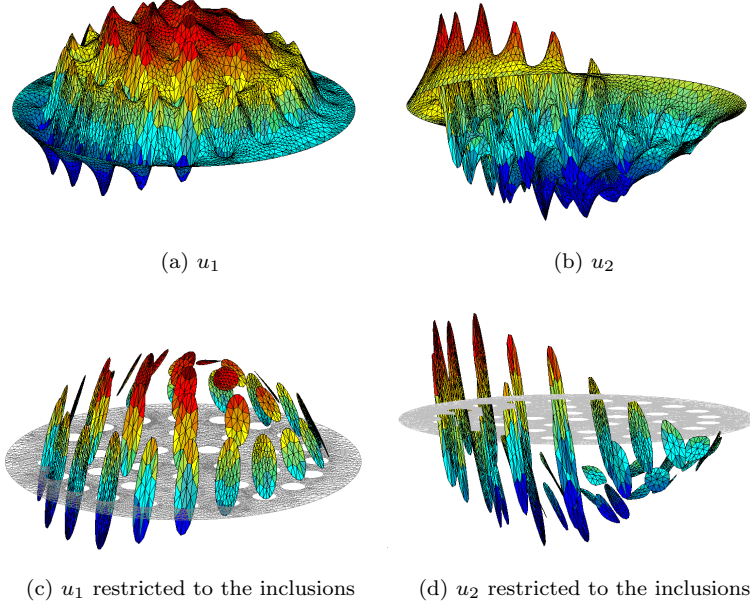 (a) u₁
(b) u₂
(c) u₁ restricted to the inclusions
(d) u₂ restricted to the inclusions